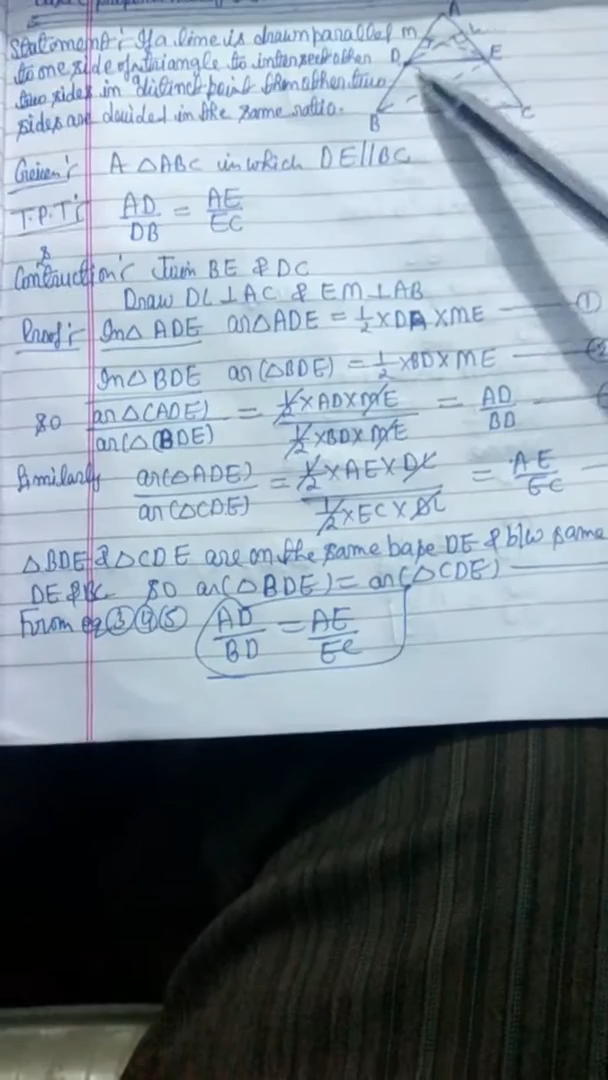 Statement : If a line is drawn parallel
to one side of a triangle to intersect other
two sides in distinct point then other two
sides are devided in the same ratio.
A
M
L
D
E
B
C
Given : A △ABC in which DE||BC
T.P.T : AD/DB = AE/EC
Contruction : Join BE & DC
Draw DL⊥AC & EM⊥AB
Proof : In △ ADE ar△ADE = 1/2 × DA × ME — ①
In △ BDE ar(△BDE) = 1/2 × BD × ME —
So ar△(ADE)/ar△(BDE) = 1/2 × AD × ME / 1/2 × BD × ME = AD/BD —
Similarly ar(△ADE)/ar(△CDE) = 1/2 × AE × DL / 1/2 × EC × DL = AE/EC —
△BDE & △CDE are on the same base DE & b/w same
DE & BC So ar(△BDE) = ar(△CDE) —
From eq ③ ④ ⑤ AD/BD = AE/EC